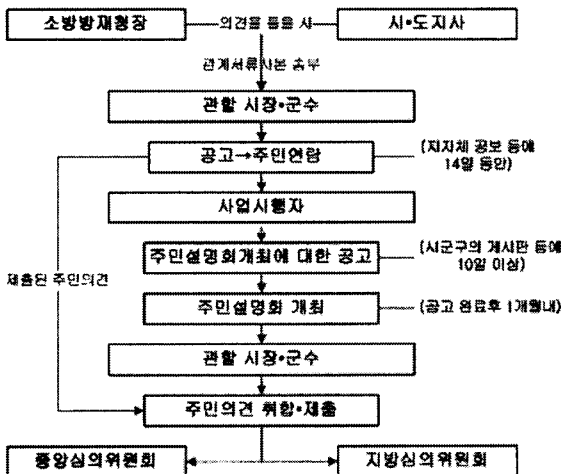 소방방재청장
의견을 들을 시
시•도지사
관계서류사본 송부
관할 시장•군수
공고→주민연람
(지자체 공보 등에
14일 동안)
사업시행자
주민설명회개최에 대한 공고
(시군구의 게시판 등에
10일 이상)
제출된 주민의견
주민설명회 개최
(공고 완료후 1개월내)
관할 시장•군수
주민의견 취합•제출
중앙심의위원회
지방심의위원회